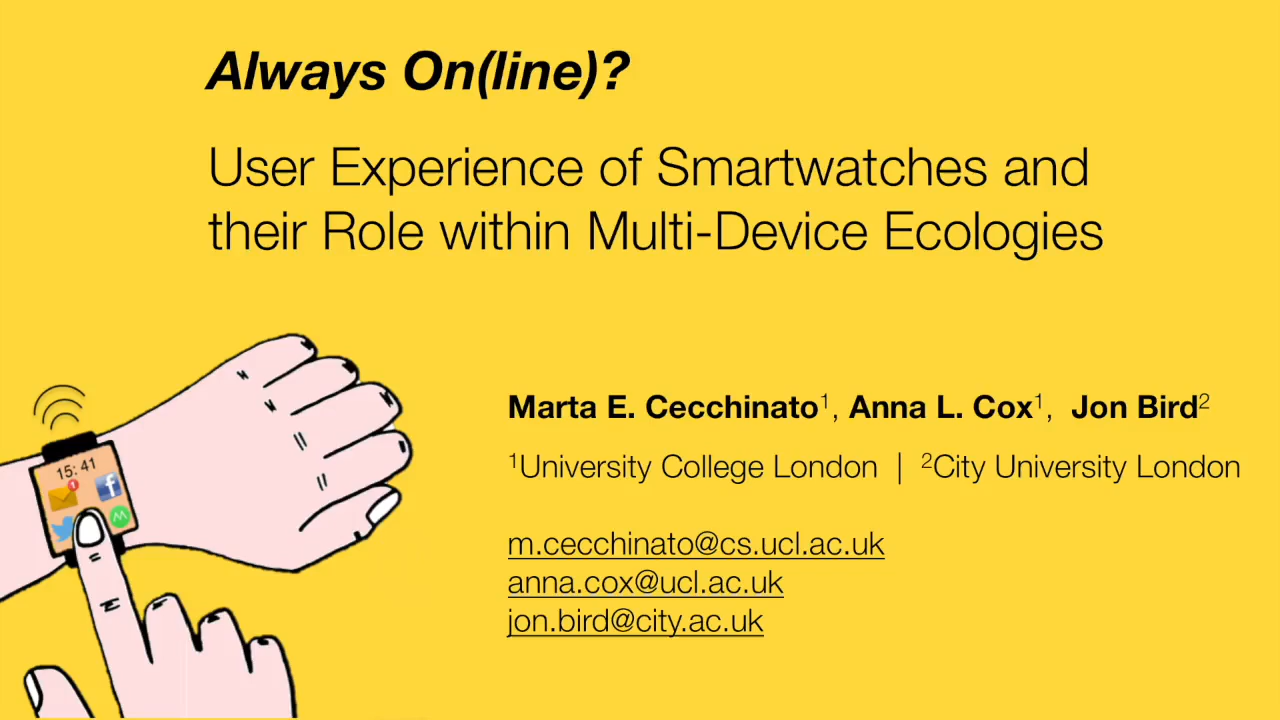 Always On(line)?
User Experience of Smartwatches and
their Role within Multi-Device Ecologies
Marta E. Cecchinato¹, Anna L. Cox¹, Jon Bird²
¹University College London | ²City University London
m.cecchinato@cs.ucl.ac.uk
anna.cox@ucl.ac.uk
jon.bird@city.ac.uk
15: 41
1
f